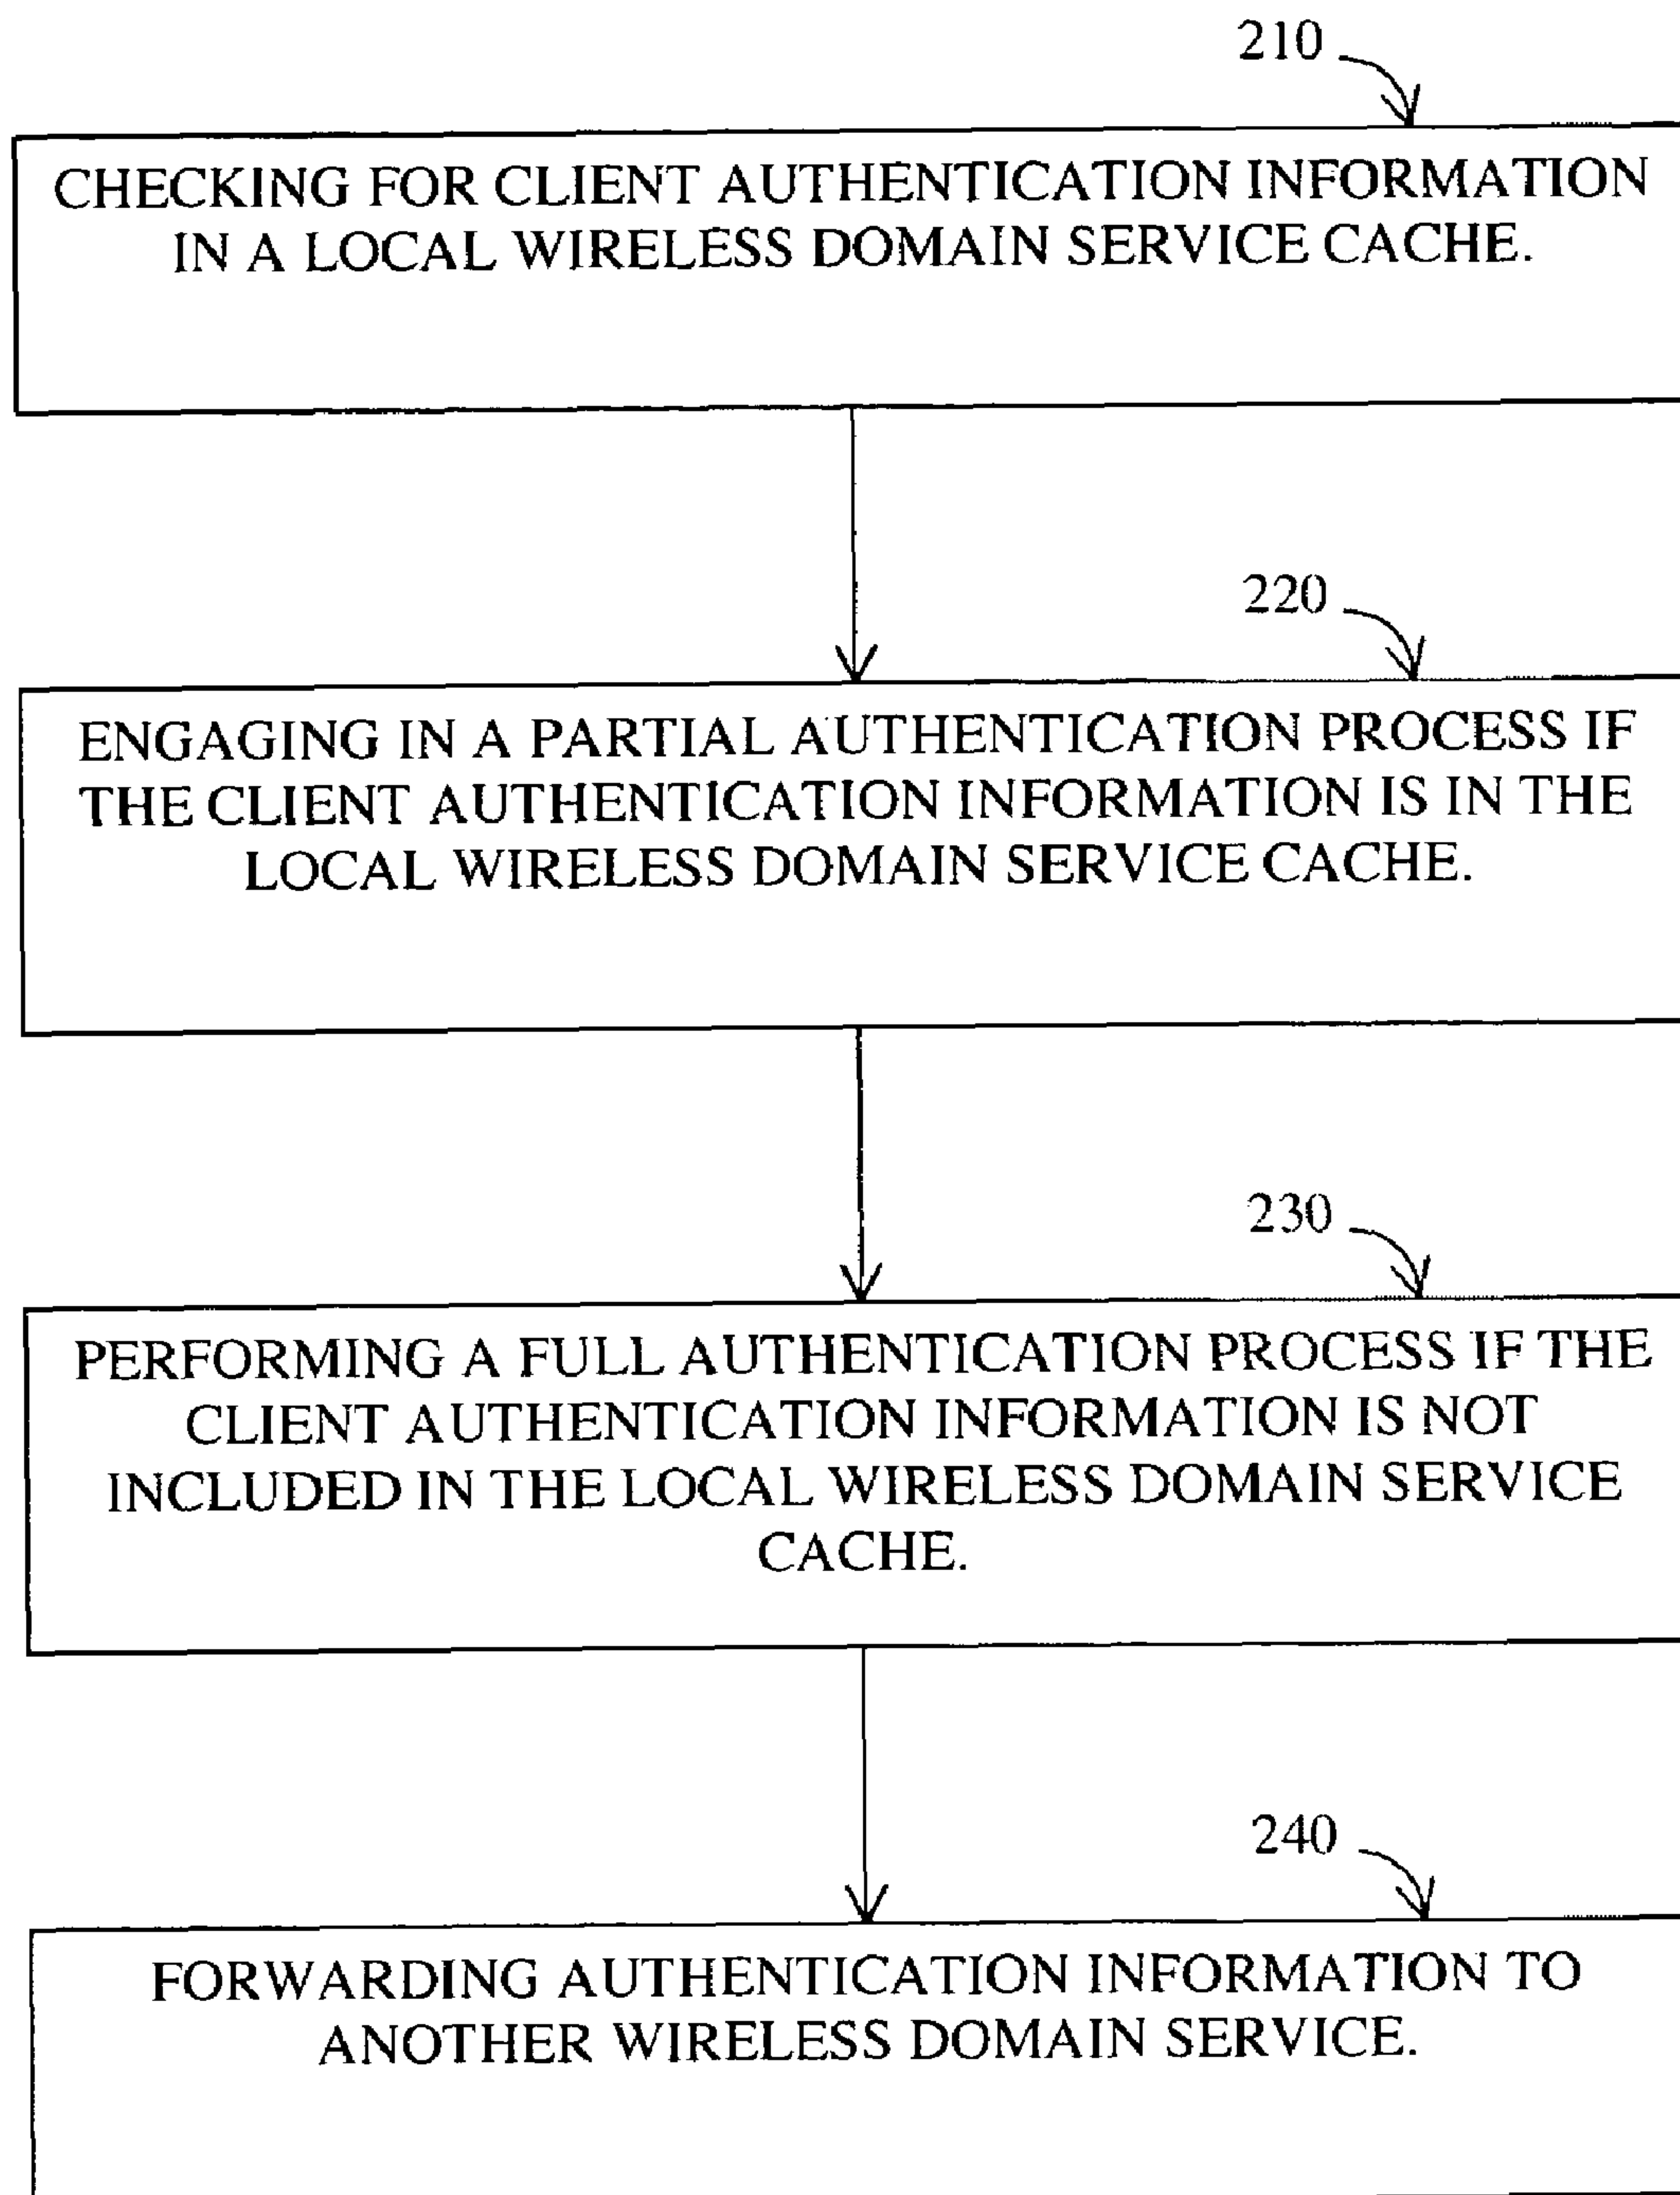 210
CHECKING FOR CLIENT AUTHENTICATION INFORMATION
IN A LOCAL WIRELESS DOMAIN SERVICE CACHE.
220
ENGAGING IN A PARTIAL AUTHENTICATION PROCESS IF
THE CLIENT AUTHENTICATION INFORMATION IS IN THE
LOCAL WIRELESS DOMAIN SERVICE CACHE.
230
PERFORMING A FULL AUTHENTICATION PROCESS IF THE
CLIENT AUTHENTICATION INFORMATION IS NOT
INCLUDED IN THE LOCAL WIRELESS DOMAIN SERVICE
CACHE.
240
FORWARDING AUTHENTICATION INFORMATION TO
ANOTHER WIRELESS DOMAIN SERVICE.